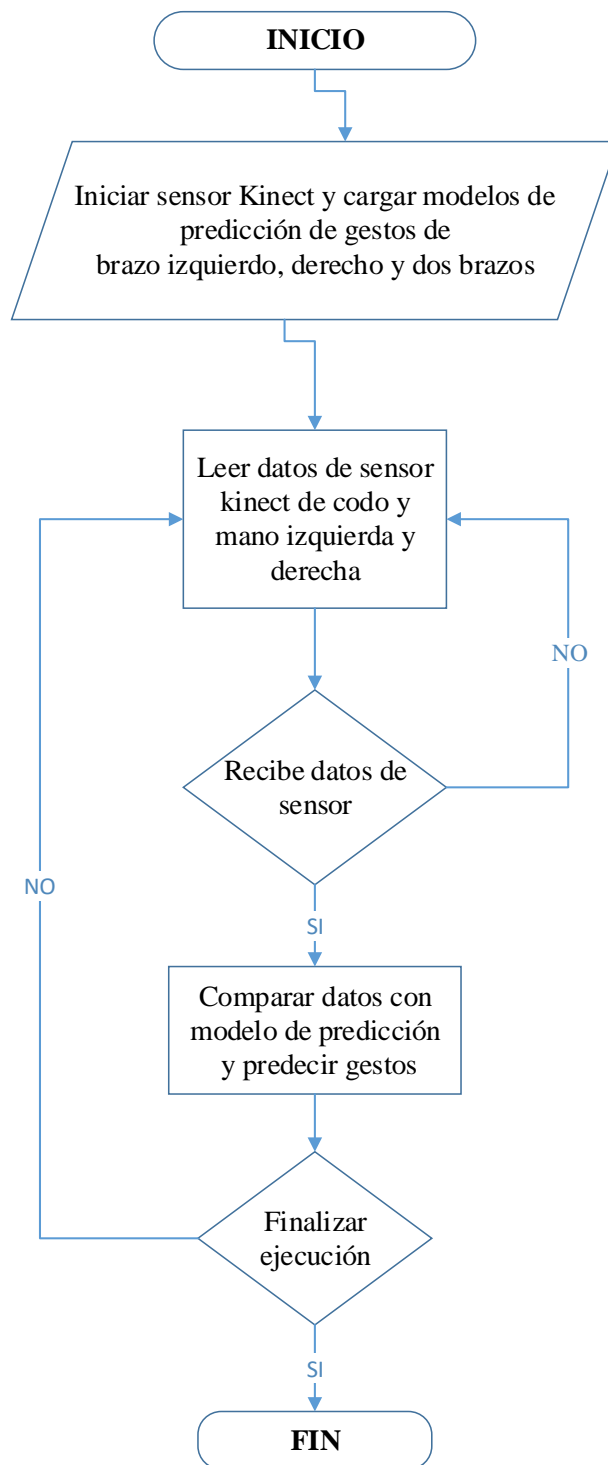 INICIO
Iniciar sensor Kinect y cargar modelos de
predicción de gestos de
brazo izquierdo, derecho y dos brazos
Leer datos de sensor
kinect de codo y
mano izquierda y
derecha
NO
Recibe datos de
sensor
NO
SI
Comparar datos con
modelo de predicción
y predecir gestos
Finalizar
ejecución
SI
FIN